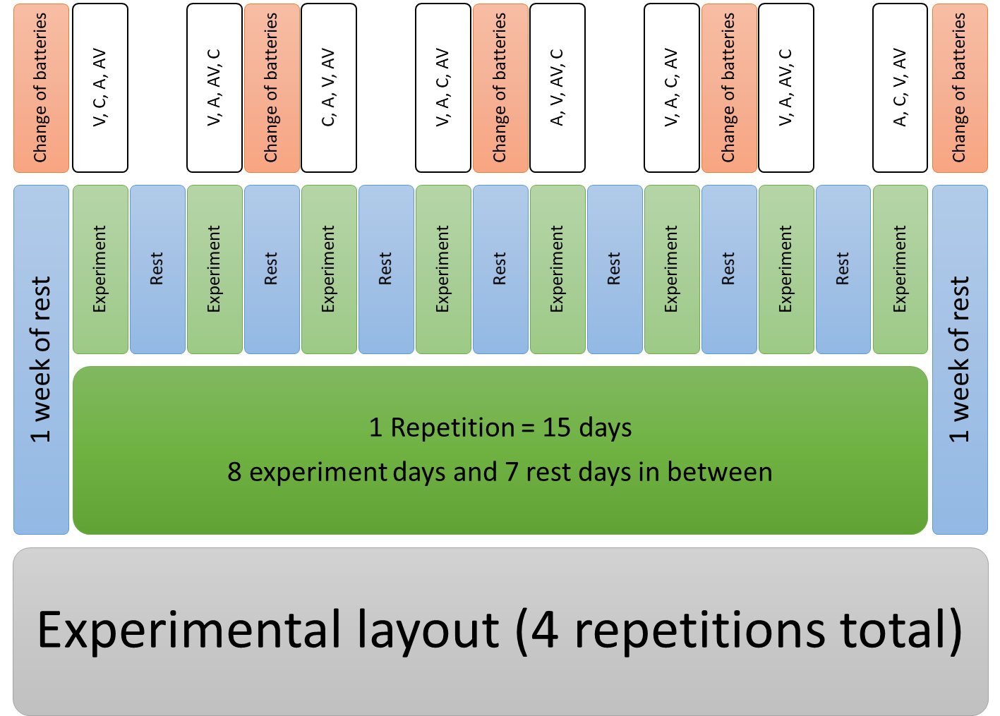 Change of batteries
V, C, A, AV
V, A, AV, C
Change of batteries
C, A, V, AV
V, A, C, AV
Change of batteries
A, V, AV, C
V, A, C, AV
Change of batteries
V, A, AV, C
A, C, V, AV
Change of batteries
1 week of rest
Experiment
Rest
Experiment
Rest
Experiment
Rest
Experiment
Rest
Experiment
Rest
Experiment
Rest
Experiment
Rest
Experiment
1 week of rest
1 Repetition = 15 days
8 experiment days and 7 rest days in between
Experimental layout (4 repetitions total)